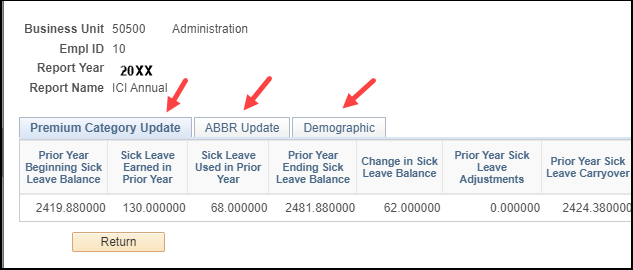 Business Unit 50500 Administration
Empl ID 10
Report Year 20XX
Report Name ICI Annual
Premium Category Update ABBR Update Demographic
Prior Year Sick Leave Sick Leave Prior Year Change in Sick Prior Year Sick Prior Year Sick
Beginning Sick Earned in Used in Prior Ending Sick Leave Balance Leave Leave Carryover
Leave Balance Prior Year Year Leave Balance Adjustments
2419.880000 130.000000 68.000000 2481.880000 62.000000 0.000000 2424.380000
Return